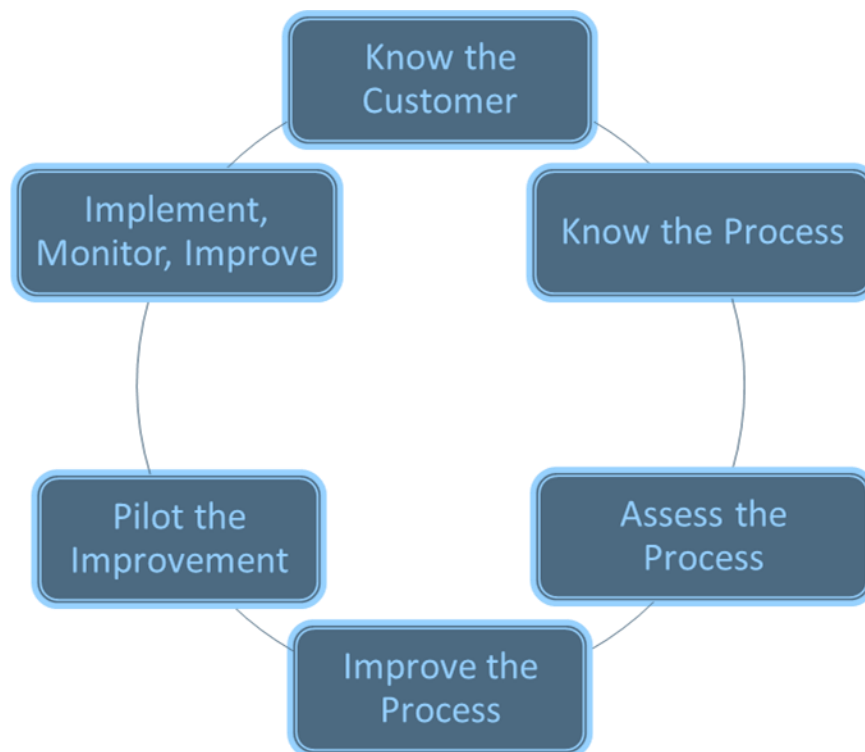 Know the
Customer
Know the Process
Assess the
Process
Improve the
Process
Pilot the
Improvement
Implement,
Monitor, Improve